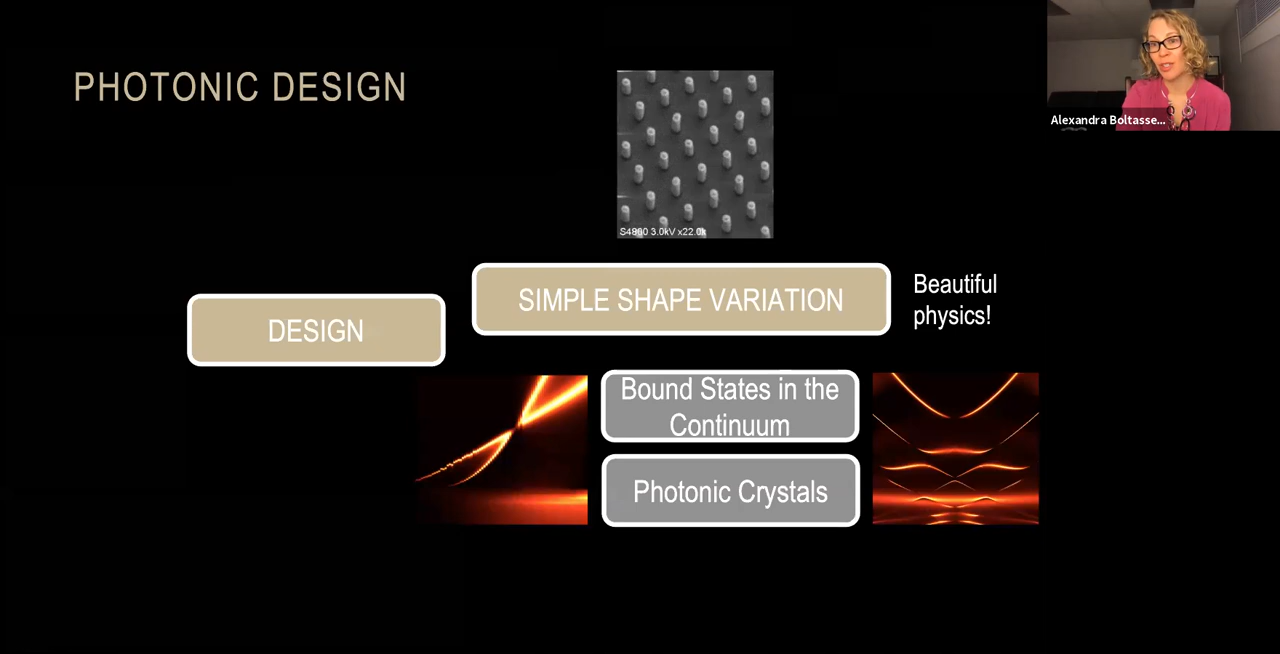 PHOTONIC DESIGN
Alexandra Boltasse...
S4800 3.0kV x22.0k
SIMPLE SHAPE VARIATION
Beautiful
physics!
DESIGN
Bound States in the
Continuum
Photonic Crystals